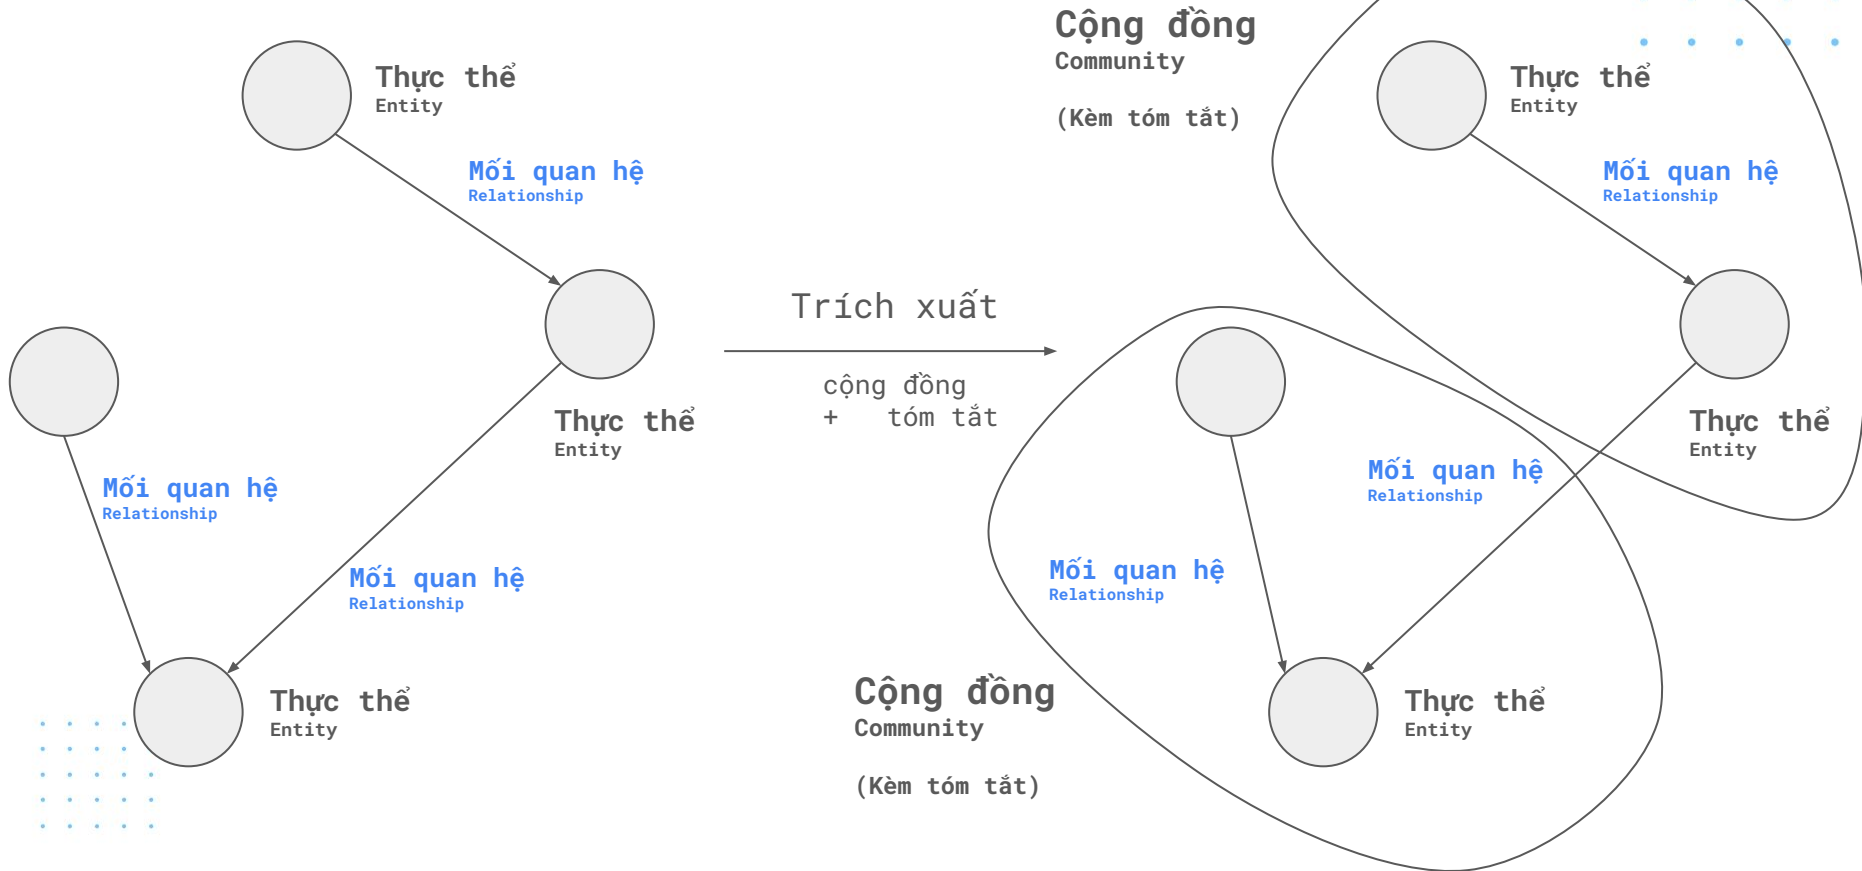 Thực thể
Entity
Mối quan hệ
Relationship
Thực thể
Entity
Mối quan hệ
Relationship
Mối quan hệ
Relationship
Thực thể
Entity
Trích xuất
cộng đồng
+ tóm tắt
Cộng đồng
Community
(Kèm tóm tắt)
Thực thể
Entity
Mối quan hệ
Relationship
Thực thể
Entity
Mối quan hệ
Relationship
Mối quan hệ
Relationship
Cộng đồng
Community
(Kèm tóm tắt)
Thực thể
Entity